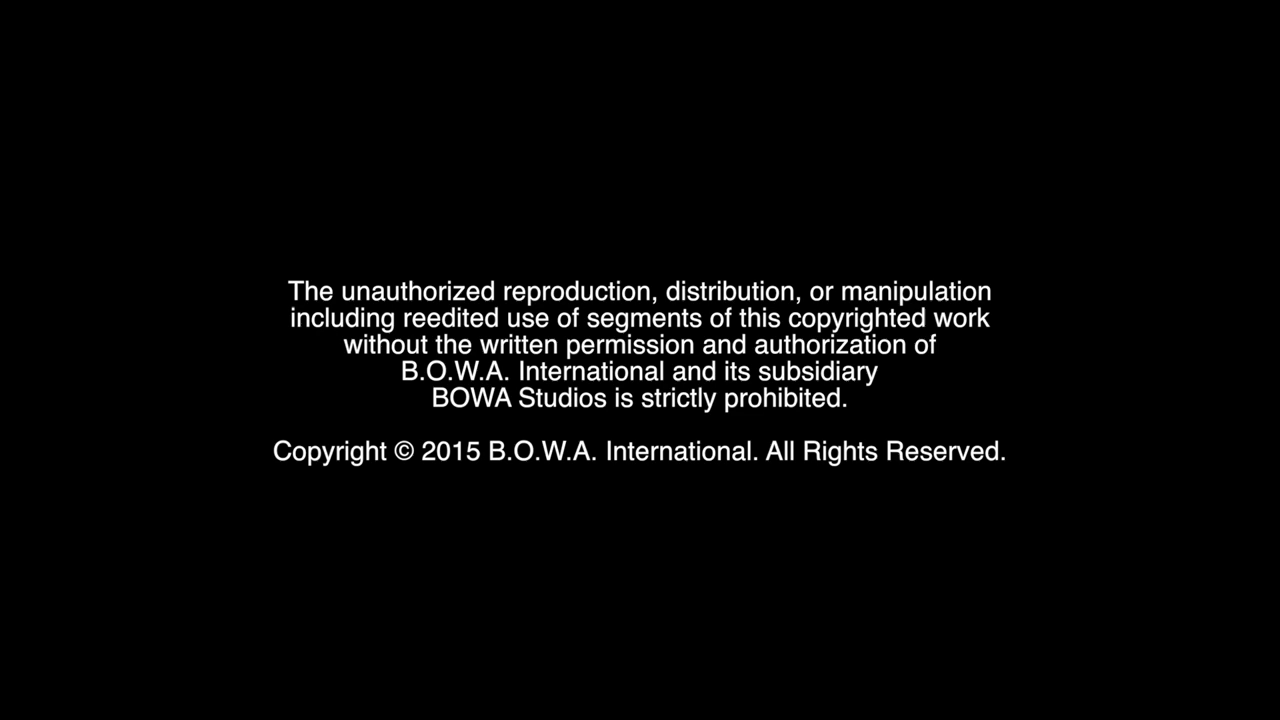 The unauthorized reproduction, distribution, or manipulation
including reedited use of segments of this copyrighted work
without the written permission and authorization of
B.O.W.A. International and its subsidiary
BOWA Studios is strictly prohibited.
Copyright © 2015 B.O.W.A. International. All Rights Reserved.